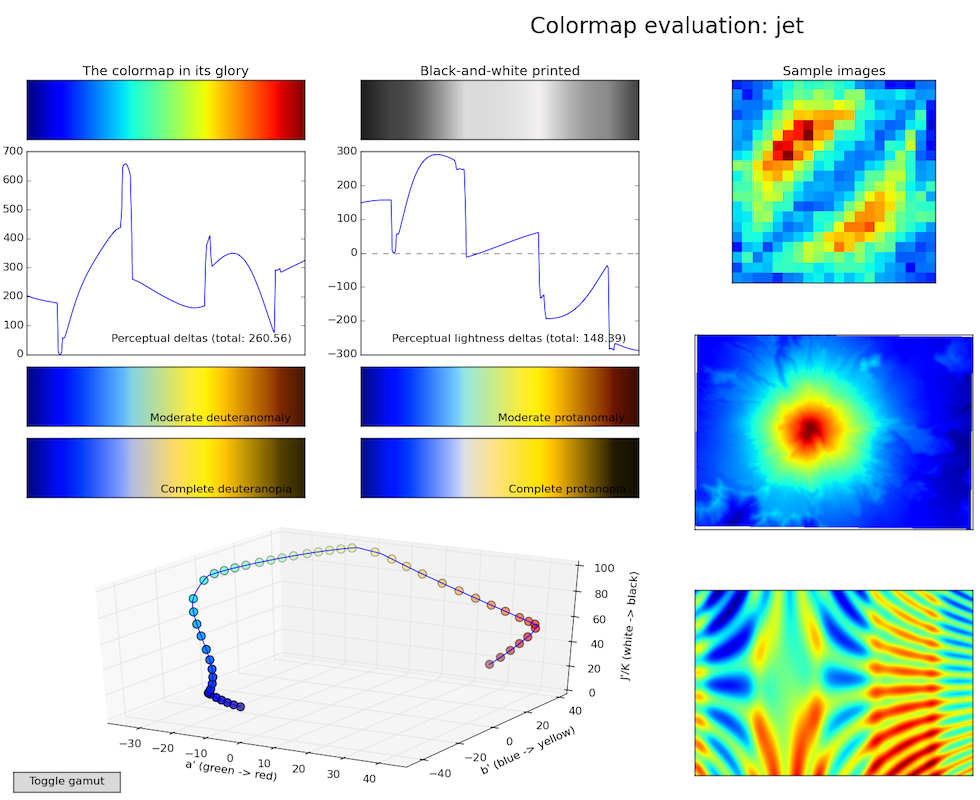 Colormap evaluation: jet
The colormap in its glory
Black-and-white printed
Sample images
700
600
500
400
300
200
100
0
Perceptual deltas (total: 260.56)
300
200
100
0
−100
−200
−300
Perceptual lightness deltas (total: 148.39)
Moderate deuteranomaly
Moderate protanomaly
Complete deuteranopia
Complete protanopia
100
80
60
40
20
0
J'/K (white -> black)
−30 −20 −10 0 10 20 30 40
a' (green -> red)
−40 −20 0 20 40
b' (blue -> yellow)
Toggle gamut